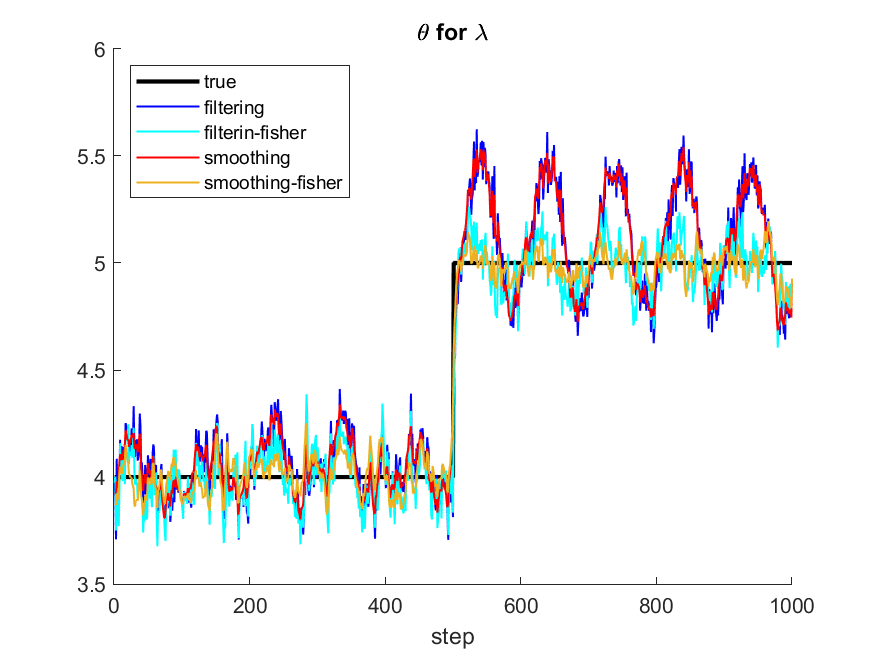 θ for λ
6
5.5
5
4.5
4
3.5
true
filtering
filterin-fisher
smoothing
smoothing-fisher
0 200 400 600 800 1000
step